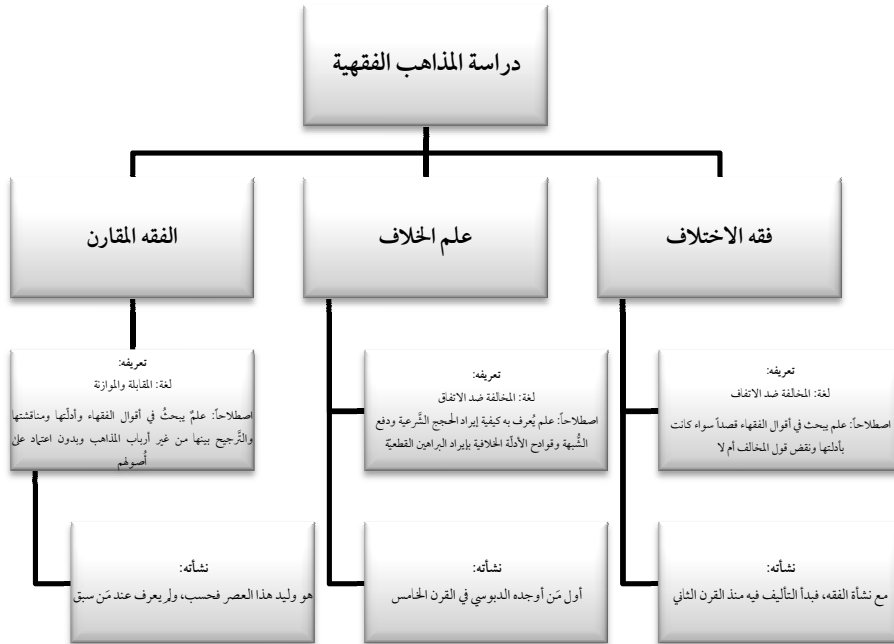 دراسة المذاهب الفقهية
فقه الاختلاف
علم الخلاف
الفقه المقارن
تعريفه:
لغة: المخالفة ضد الاتفاف
اصطلاحاً: علم يبحث في أقوال الفقهاء قصداً سواء كانت
بأدلتها ونقض قول المخالف أم لا
تعريفه:
لغة: المخالفة ضد الاتفاق
اصطلاحاً: علم يُعرف به كيفية إيراد الحجج الشَّرعية ودفع
الشُّبهة وقوادح الأدلّة الخلافية بإيراد البراهين القطعيّة
تعريفه:
لغة: المقابلة والموازنة
اصطلاحاً: علمٌ يبحثُ في أقوال الفقهاء وأدلّتها ومناقشتها
والتَّرجيح بينها من غير أرباب المذاهب وبدون اعتماد على
أُصولهم
نشأته:
مع نشأة الفقه، فبدأ التأليف فيه منذ القرن الثاني
نشأته:
أول مَن أوجده الدبوسي في القرن الخامس
نشأته:
هو وليد هذا العصر فحسب، ولم يعرف عند مَن سبق